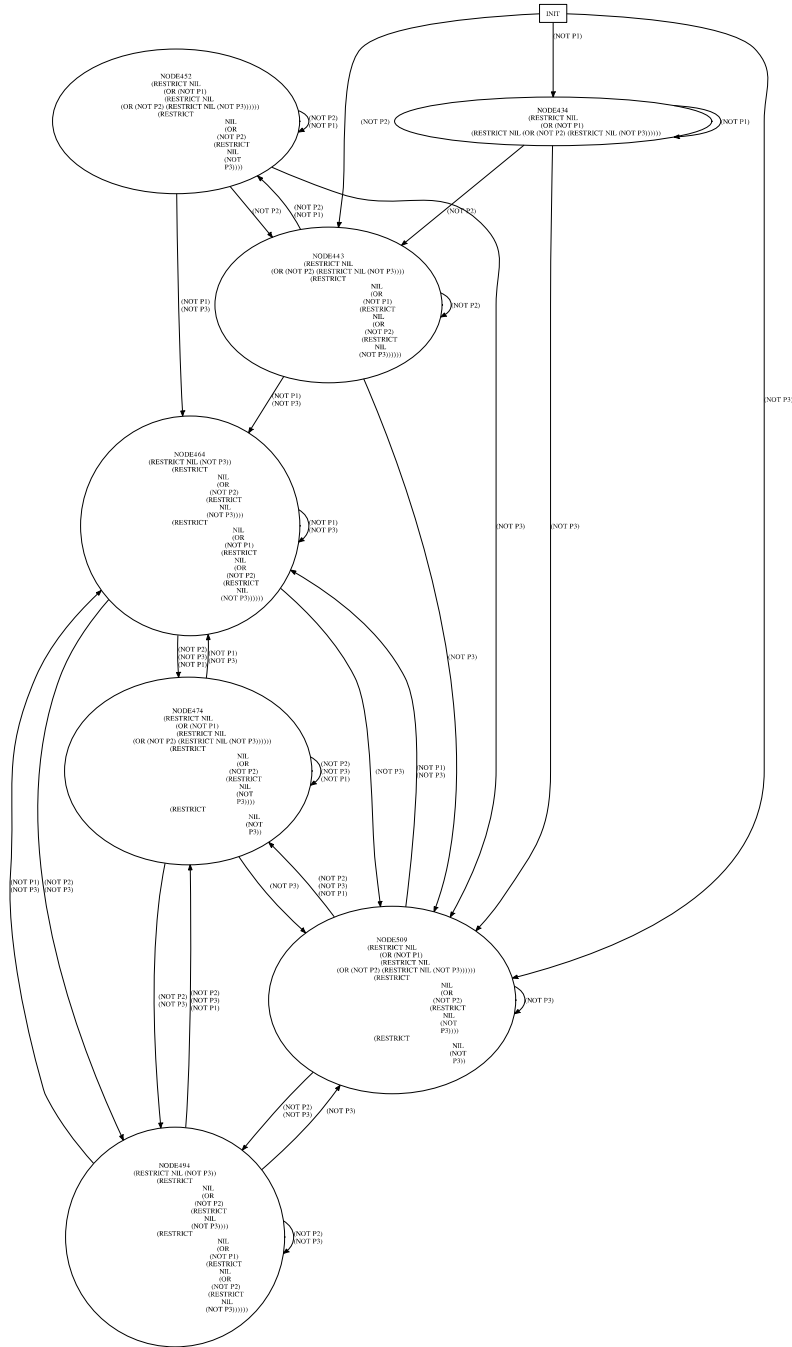 INIT
(NOT P1)
NODE452
(RESTRICT NIL
(OR (NOT P1)
(RESTRICT NIL
(OR (NOT P2) (RESTRICT NIL (NOT P3))))))
(RESTRICT
NIL
(OR
(NOT P2)
(RESTRICT
NIL
(NOT
P3))))
(NOT P2)
(NOT P1)
(NOT P2)
NODE434
(RESTRICT NIL
(OR (NOT P1)
(RESTRICT NIL (OR (NOT P2) (RESTRICT NIL (NOT P3))))))
(NOT P1)
(NOT P2)
(NOT P2)
(NOT P1)
(NOT P2)
NODE443
(RESTRICT NIL
(OR (NOT P2) (RESTRICT NIL (NOT P3))))
(RESTRICT
NIL
(OR
(NOT P1)
(RESTRICT
NIL
(OR
(NOT P2)
(RESTRICT
NIL
(NOT P3))))))
(NOT P2)
(NOT P1)
(NOT P3)
(NOT P1)
(NOT P3)
(NOT P3)
NODE464
(RESTRICT NIL (NOT P3))
(RESTRICT
NIL
(OR
(NOT P2)
(RESTRICT
NIL
(NOT P3))))
(RESTRICT
NIL
(OR
(NOT P1)
(RESTRICT
NIL
(OR
(NOT P2)
(RESTRICT
NIL
(NOT P3))))))
(NOT P1)
(NOT P3)
(NOT P3)
(NOT P3)
(NOT P2)
(NOT P3)
(NOT P1)
(NOT P1)
(NOT P3)
(NOT P3)
NODE474
(RESTRICT NIL
(OR (NOT P1)
(RESTRICT NIL
(OR (NOT P2) (RESTRICT NIL (NOT P3))))))
(RESTRICT
NIL
(OR
(NOT P2)
(RESTRICT
NIL
(NOT
P3))))
(RESTRICT
NIL
(NOT
P3))
(NOT P2)
(NOT P3)
(NOT P1)
(NOT P3)
(NOT P1)
(NOT P3)
(NOT P1)
(NOT P3)
(NOT P2)
(NOT P3)
(NOT P3)
(NOT P2)
(NOT P3)
(NOT P1)
NODE509
(RESTRICT NIL
(OR (NOT P1)
(RESTRICT NIL
(OR (NOT P2) (RESTRICT NIL (NOT P3))))))
(RESTRICT
NIL
(OR
(NOT P2)
(RESTRICT
NIL
(NOT
P3))))
(RESTRICT
NIL
(NOT
P3))
(NOT P3)
(NOT P2)
(NOT P3)
(NOT P2)
(NOT P3)
(NOT P1)
(NOT P2)
(NOT P3)
(NOT P3)
NODE494
(RESTRICT NIL (NOT P3))
(RESTRICT
NIL
(OR
(NOT P2)
(RESTRICT
NIL
(NOT P3))))
(RESTRICT
NIL
(OR
(NOT P1)
(RESTRICT
NIL
(OR
(NOT P2)
(RESTRICT
NIL
(NOT P3))))))
(NOT P2)
(NOT P3)